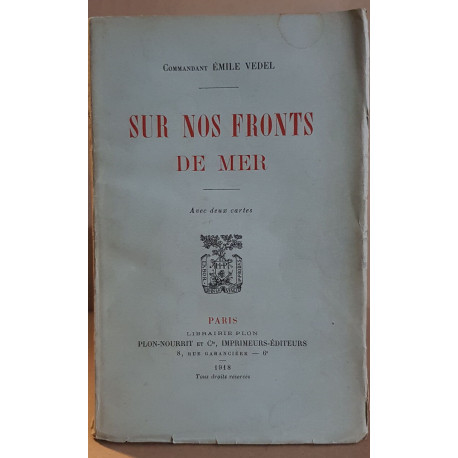 COMMANDANT ÉMILE VEDEL
SUR NOS FRONTS
DE MER
Avec deux cartes
PARIS
LIBRAIRIE PLON
PLON-NOURRIT ET Cie, IMPRIMEURS-ÉDITEURS
8, RUE GARANCIÈRE — 6e
1918
Tous droits réservés